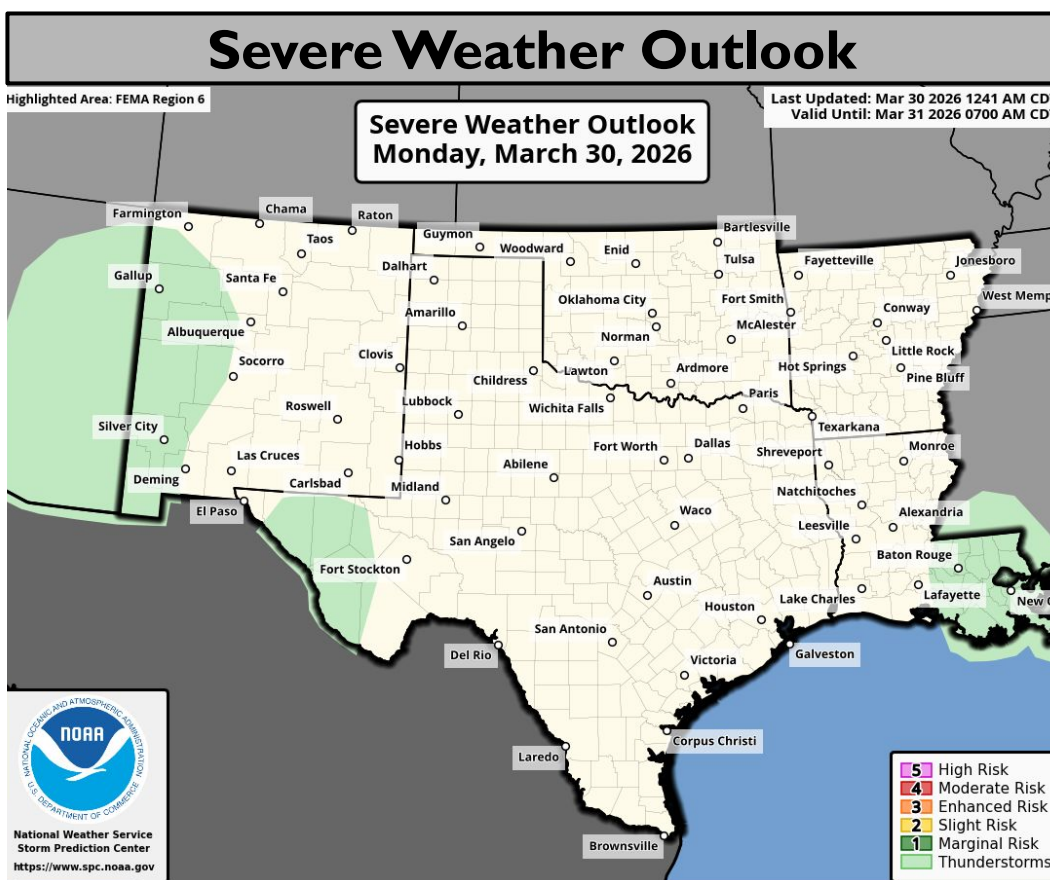 Severe Weather Outlook
Highlighted Area: FEMA Region 6
Last Updated: Mar 30 2026 1241 AM CD
Valid Until: Mar 31 2026 0700 AM CD
Severe Weather Outlook
Monday, March 30, 2026
Farmington
Chama
Raton
Guymon
Bartlesville
Taos
Woodward
Enid
Tulsa
Fayetteville
Jonesboro
Gallup
Santa Fe
Dalhart
Oklahoma City
Fort Smith
West Memp
Albuquerque
Amarillo
Norman
McAlester
Conway
Socorro
Clovis
Childress
Lawton
Ardmore
Hot Springs
Little Rock
Pine Bluff
Roswell
Lubbock
Wichita Falls
Paris
Texarkana
Silver City
Las Cruces
Hobbs
Fort Worth
Dallas
Shreveport
Monroe
Deming
Carlsbad
Midland
Abilene
Natchitoches
El Paso
Waco
Alexandria
San Angelo
Leesville
Fort Stockton
Baton Rouge
Austin
Lake Charles
Lafayette
New
Houston
San Antonio
Del Rio
Victoria
Galveston
Corpus Christi
Laredo
Brownsville
NATIONAL OCEANIC AND ATMOSPHERIC ADMINISTRATION
NOAA
U.S. DEPARTMENT OF COMMERCE
National Weather Service
Storm Prediction Center
https://www.spc.noaa.gov
5 High Risk
4 Moderate Risk
3 Enhanced Risk
2 Slight Risk
1 Marginal Risk
Thunderstorms